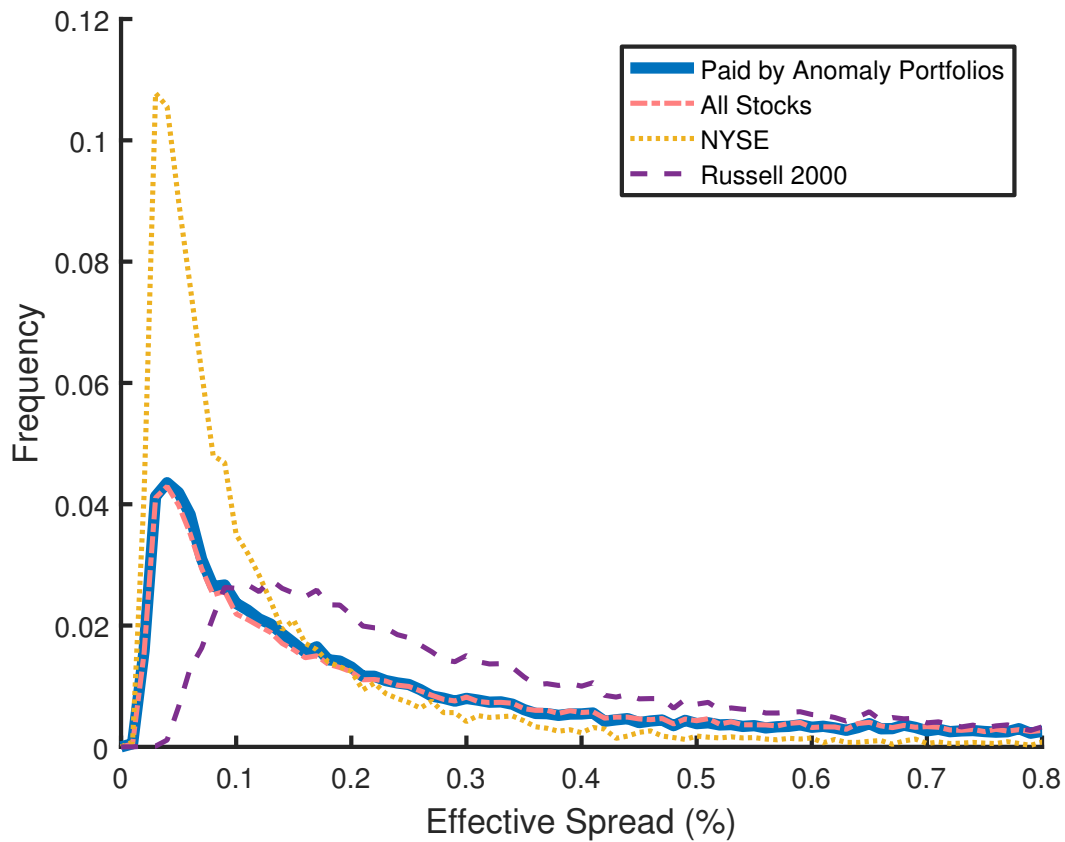 0.12
0.1
0.08
0.06
0.04
0.02
0
Frequency
Paid by Anomaly Portfolios
All Stocks
NYSE
Russell 2000
0 0.1 0.2 0.3 0.4 0.5 0.6 0.7 0.8
Effective Spread (%)